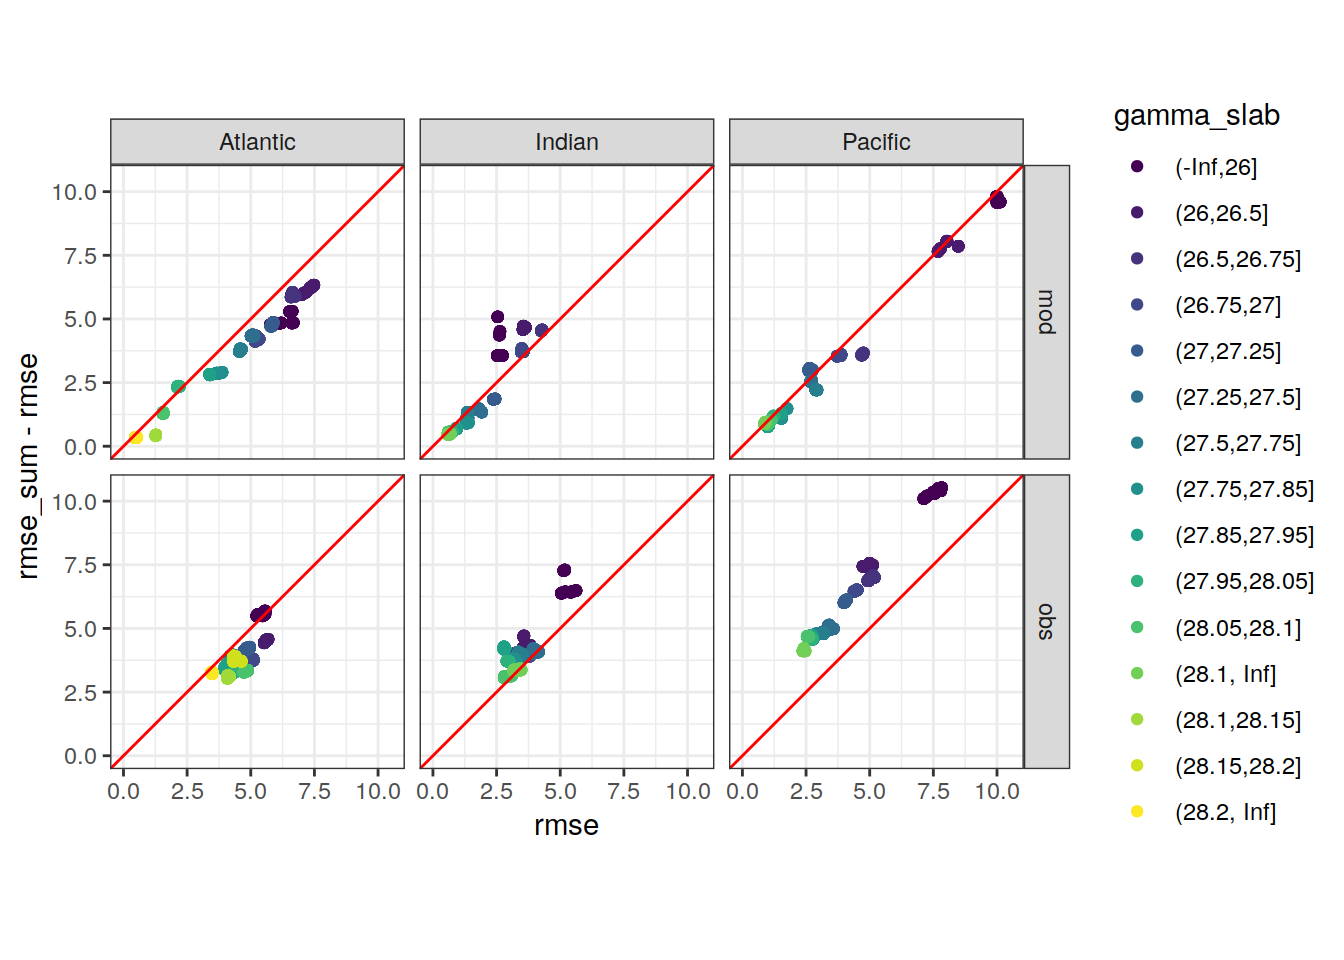 Atlantic
Indian
Pacific
mod
obs
10.0
7.5
5.0
2.5
0.0
10.0
7.5
5.0
2.5
0.0
rmse_sum - rmse
0.0 2.5 5.0 7.5 10.0
0.0 2.5 5.0 7.5 10.0
0.0 2.5 5.0 7.5 10.0
rmse
gamma_slab
(-Inf,26]
(26,26.5]
(26.5,26.75]
(26.75,27]
(27,27.25]
(27.25,27.5]
(27.5,27.75]
(27.75,27.85]
(27.85,27.95]
(27.95,28.05]
(28.05,28.1]
(28.1, Inf]
(28.1,28.15]
(28.15,28.2]
(28.2, Inf]